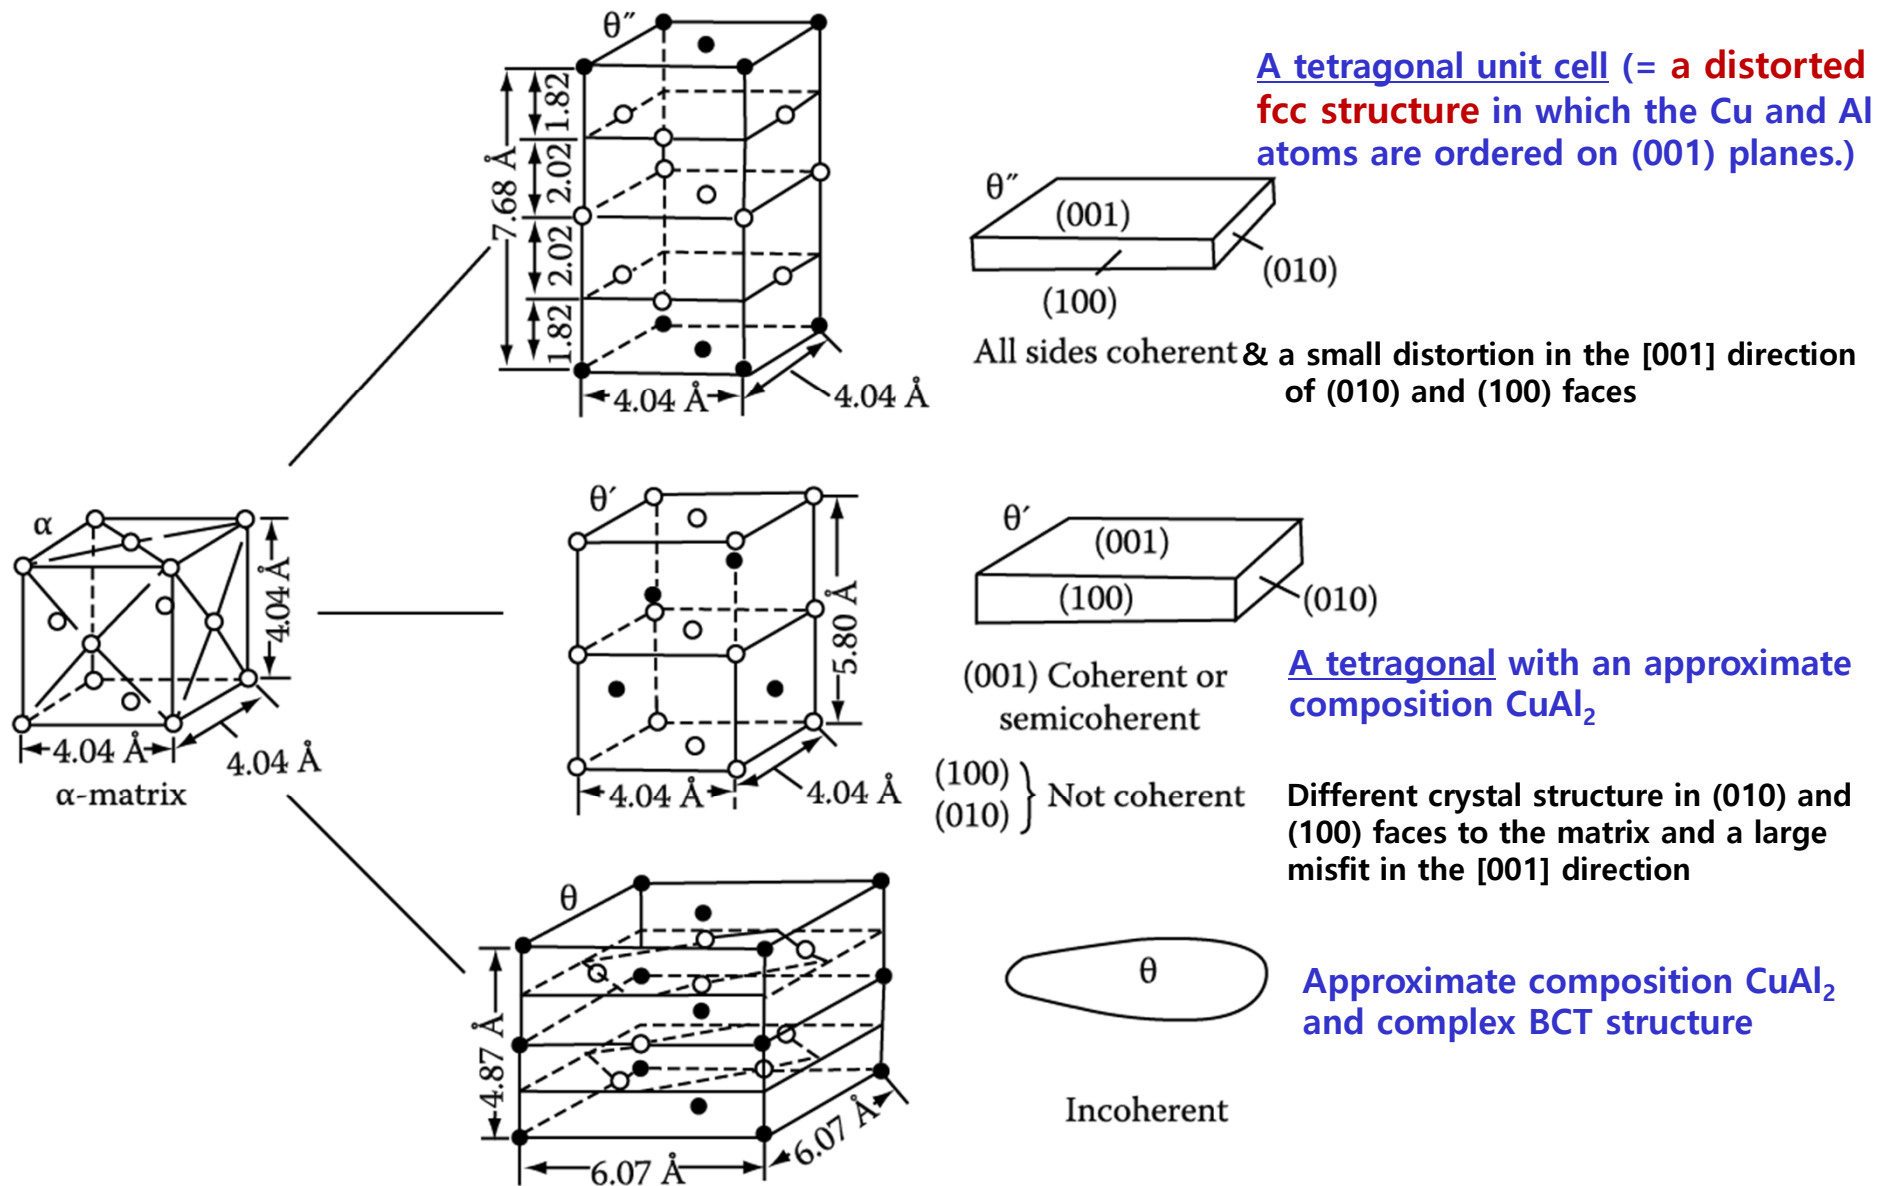 θ″
1.82
2.02
2.02
1.82
7.68 Å
4.04 Å
4.04 Å
A tetragonal unit cell (= a distorted
fcc structure in which the Cu and Al
atoms are ordered on (001) planes.)
θ″
(001)
(010)
(100)
All sides coherent & a small distortion in the [001] direction
of (010) and (100) faces
α
4.04 Å
4.04 Å
4.04 Å
α-matrix
θ′
5.80 Å
4.04 Å
4.04 Å
θ′
(001)
(100)
(010)
(001) Coherent or
semicoherent
(100)
(010)
Not coherent
A tetragonal with an approximate
composition CuAl₂
Different crystal structure in (010) and
(100) faces to the matrix and a large
misfit in the [001] direction
θ
4.87 Å
6.07 Å
6.07 Å
θ
Incoherent
Approximate composition CuAl₂
and complex BCT structure